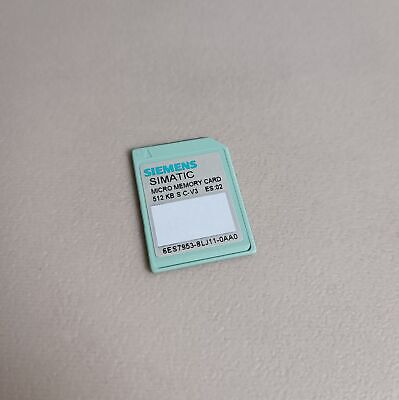 SIEMENS
SIMATIC
MICRO MEMORY CARD
512 KB S C-V3 ES:02
6ES7953-8LJ11-0AA0